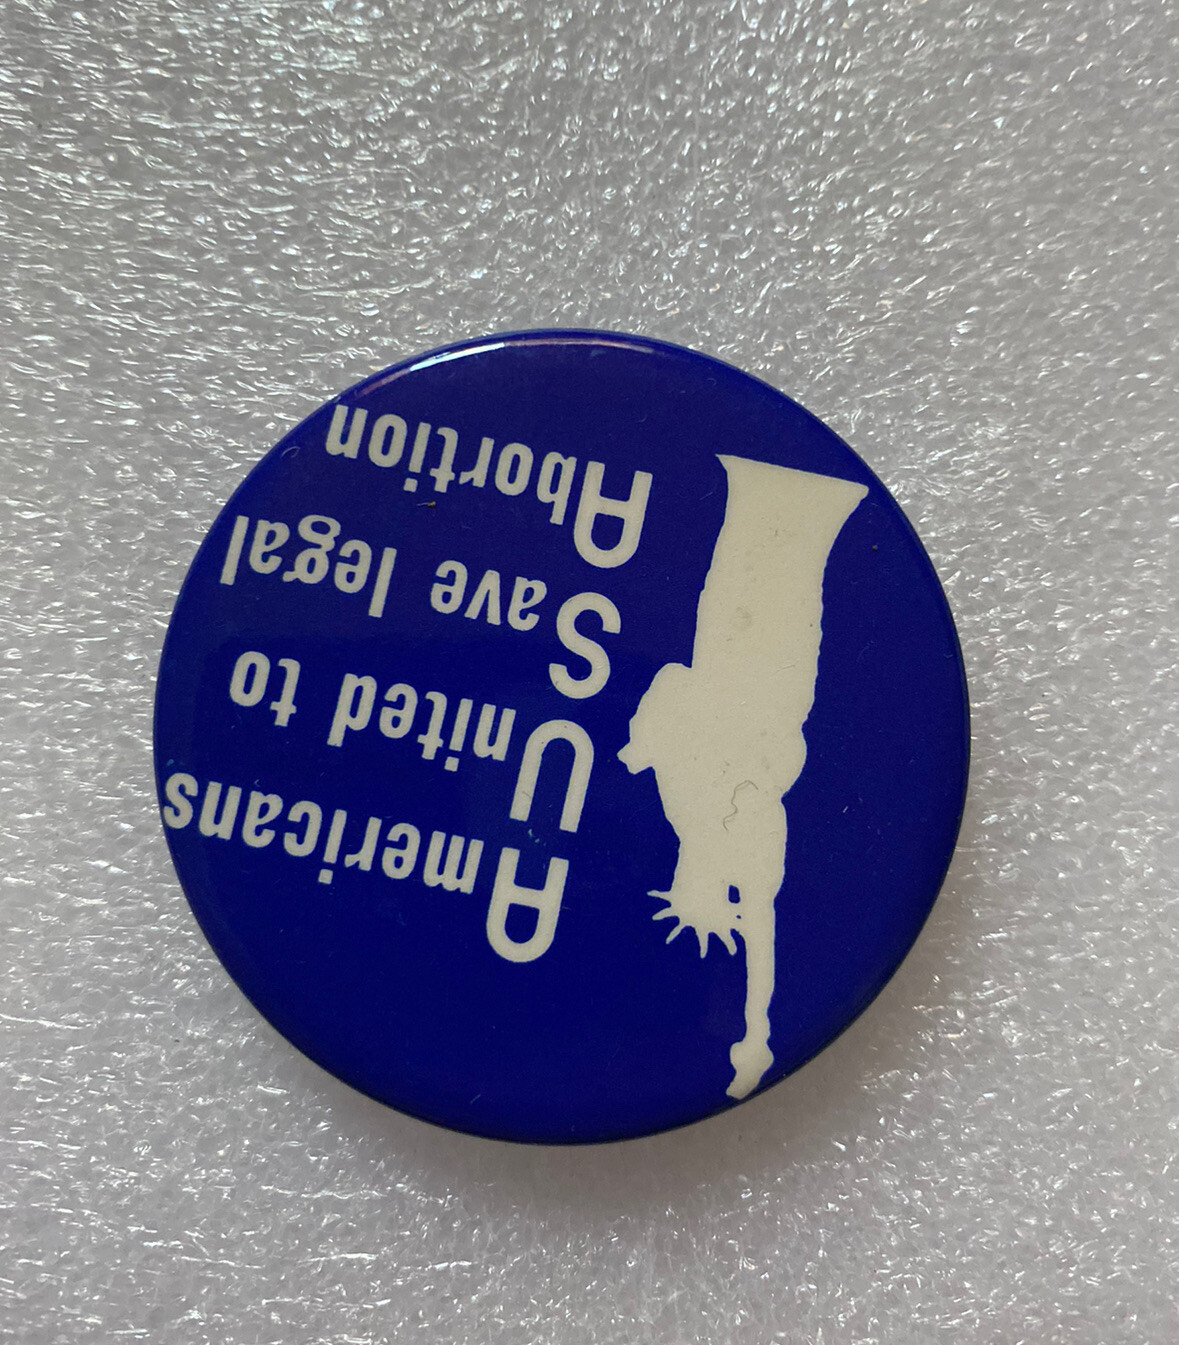 Americans
United to
Save legal
Abortion